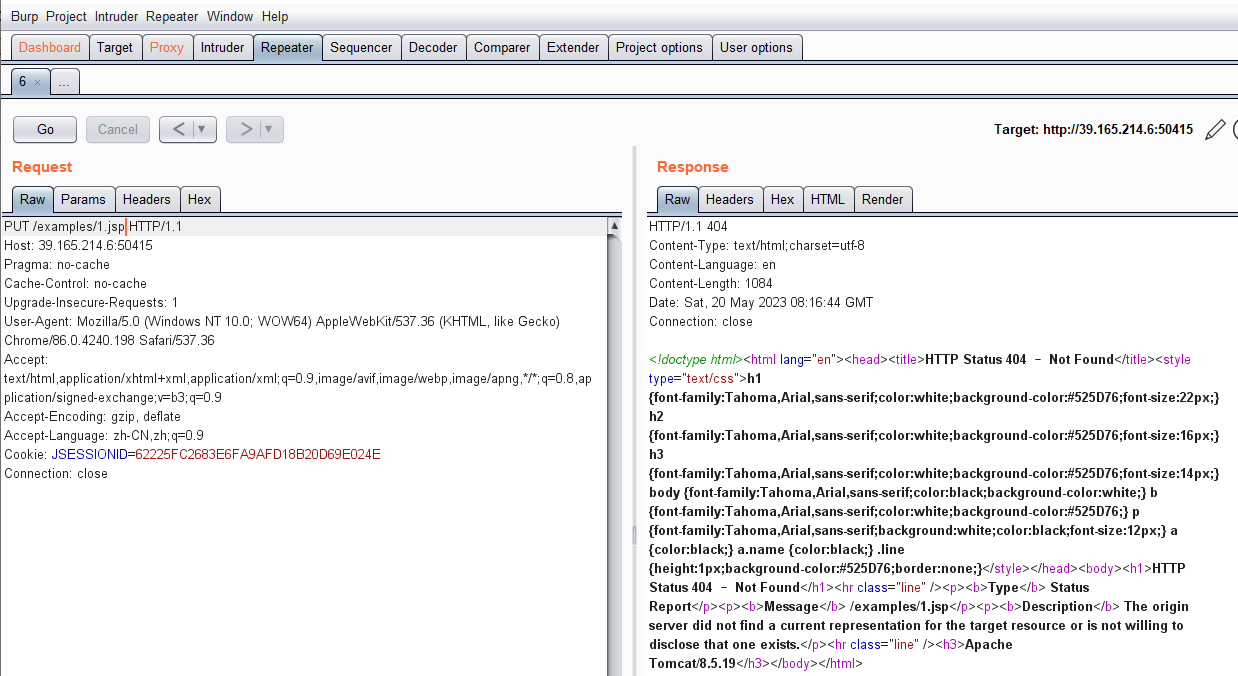 Burp Project Intruder Repeater Window Help
Dashboard Target Proxy Intruder Repeater Sequencer Decoder Comparer Extender Project options User options
6 × ...
Go Cancel < ▼ > ▼ Target: http://39.165.214.6:50415
Request
Raw Params Headers Hex
PUT /examples/1.jsp HTTP/1.1
Host: 39.165.214.6:50415
Pragma: no-cache
Cache-Control: no-cache
Upgrade-Insecure-Requests: 1
User-Agent: Mozilla/5.0 (Windows NT 10.0; WOW64) AppleWebKit/537.36 (KHTML, like Gecko)
Chrome/86.0.4240.198 Safari/537.36
Accept:
text/html,application/xhtml+xml,application/xml;q=0.9,image/avif,image/webp,image/apng,*/*;q=0.8,ap
plication/signed-exchange;v=b3;q=0.9
Accept-Encoding: gzip, deflate
Accept-Language: zh-CN,zh;q=0.9
Cookie: JSESSIONID=62225FC2683E6FA9AFD18B20D69E024E
Connection: close
Response
Raw Headers Hex HTML Render
HTTP/1.1 404
Content-Type: text/html;charset=utf-8
Content-Language: en
Content-Length: 1084
Date: Sat, 20 May 2023 08:16:44 GMT
Connection: close
<!doctype html><html lang="en"><head><title>HTTP Status 404 – Not Found</title><style
type="text/css">h1
{font-family:Tahoma,Arial,sans-serif;color:white;background-color:#525D76;font-size:22px;}
h2
{font-family:Tahoma,Arial,sans-serif;color:white;background-color:#525D76;font-size:16px;}
h3
{font-family:Tahoma,Arial,sans-serif;color:white;background-color:#525D76;font-size:14px;}
body {font-family:Tahoma,Arial,sans-serif;color:black;background-color:white;} b
{font-family:Tahoma,Arial,sans-serif;color:white;background-color:#525D76;} p
{font-family:Tahoma,Arial,sans-serif;background:white;color:black;font-size:12px;} a
{color:black;} a.name {color:black;} .line
{height:1px;background-color:#525D76;border:none;}</style></head><body><h1>HTTP
Status 404 – Not Found</h1><hr class="line" /><p><b>Type</b> Status
Report</p><p><b>Message</b> /examples/1.jsp</p><p><b>Description</b> The origin
server did not find a current representation for the target resource or is not willing to
disclose that one exists.</p><hr class="line" /><h3>Apache
Tomcat/8.5.19</h3></body></html>